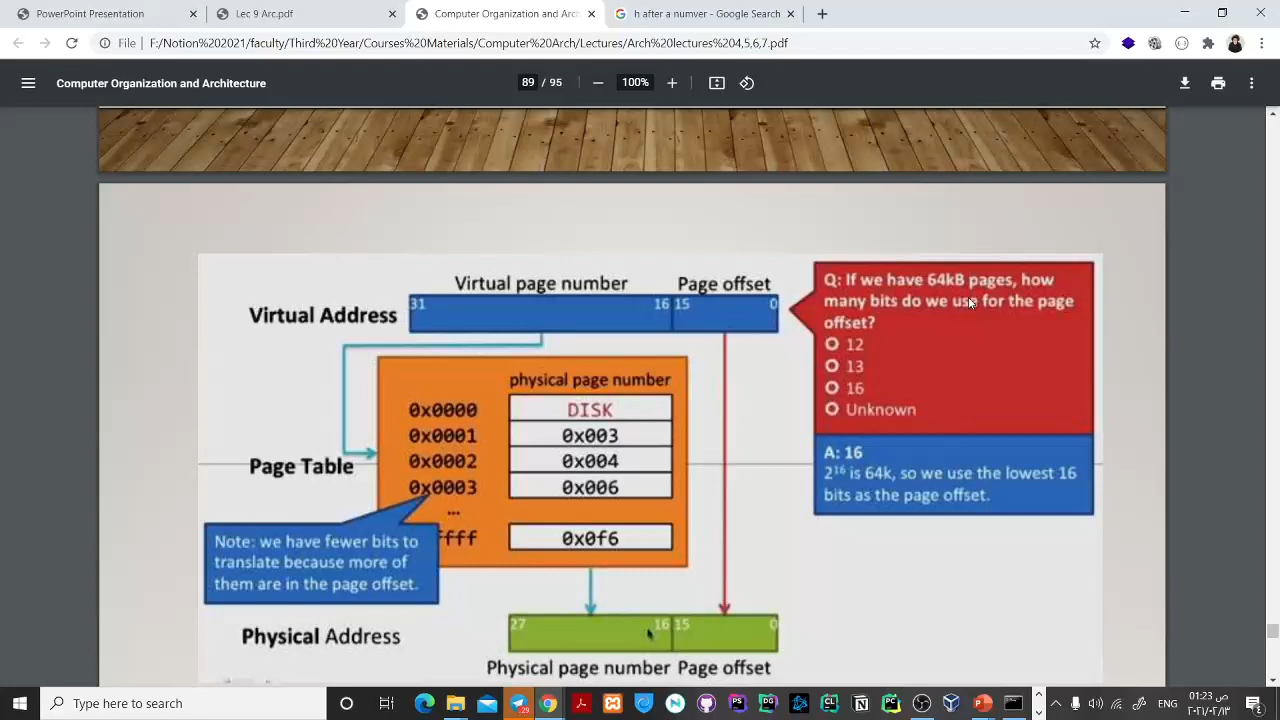 PowerPoint Presentation
Lec 9 Arc.pdf
Computer Organization and Arch
h after a numver - Google Search
File
F:/Notion%202021/faculty/Third%20Year/Courses%20Materials/Computer%20Arch/Lectures/Arch%20lectures%204,5,6,7.pdf
Computer Organization and Architecture
89 / 95
100%
Virtual page number
Page offset
Virtual Address
31
16
15
0
Q: If we have 64kB pages, how
many bits do we use for the page
offset?
12
13
16
Unknown
A: 16
2¹⁶ is 64k, so we use the lowest 16
bits as the page offset.
physical page number
0x0000 DISK
0x0001 0x003
0x0002 0x004
Page Table
0x0003 0x006
...
ffff 0x0f6
Note: we have fewer bits to
translate because more of
them are in the page offset.
Physical Address
27
16
15
0
Physical page number
Page offset
Type here to search
29
ENG
01:23 ص